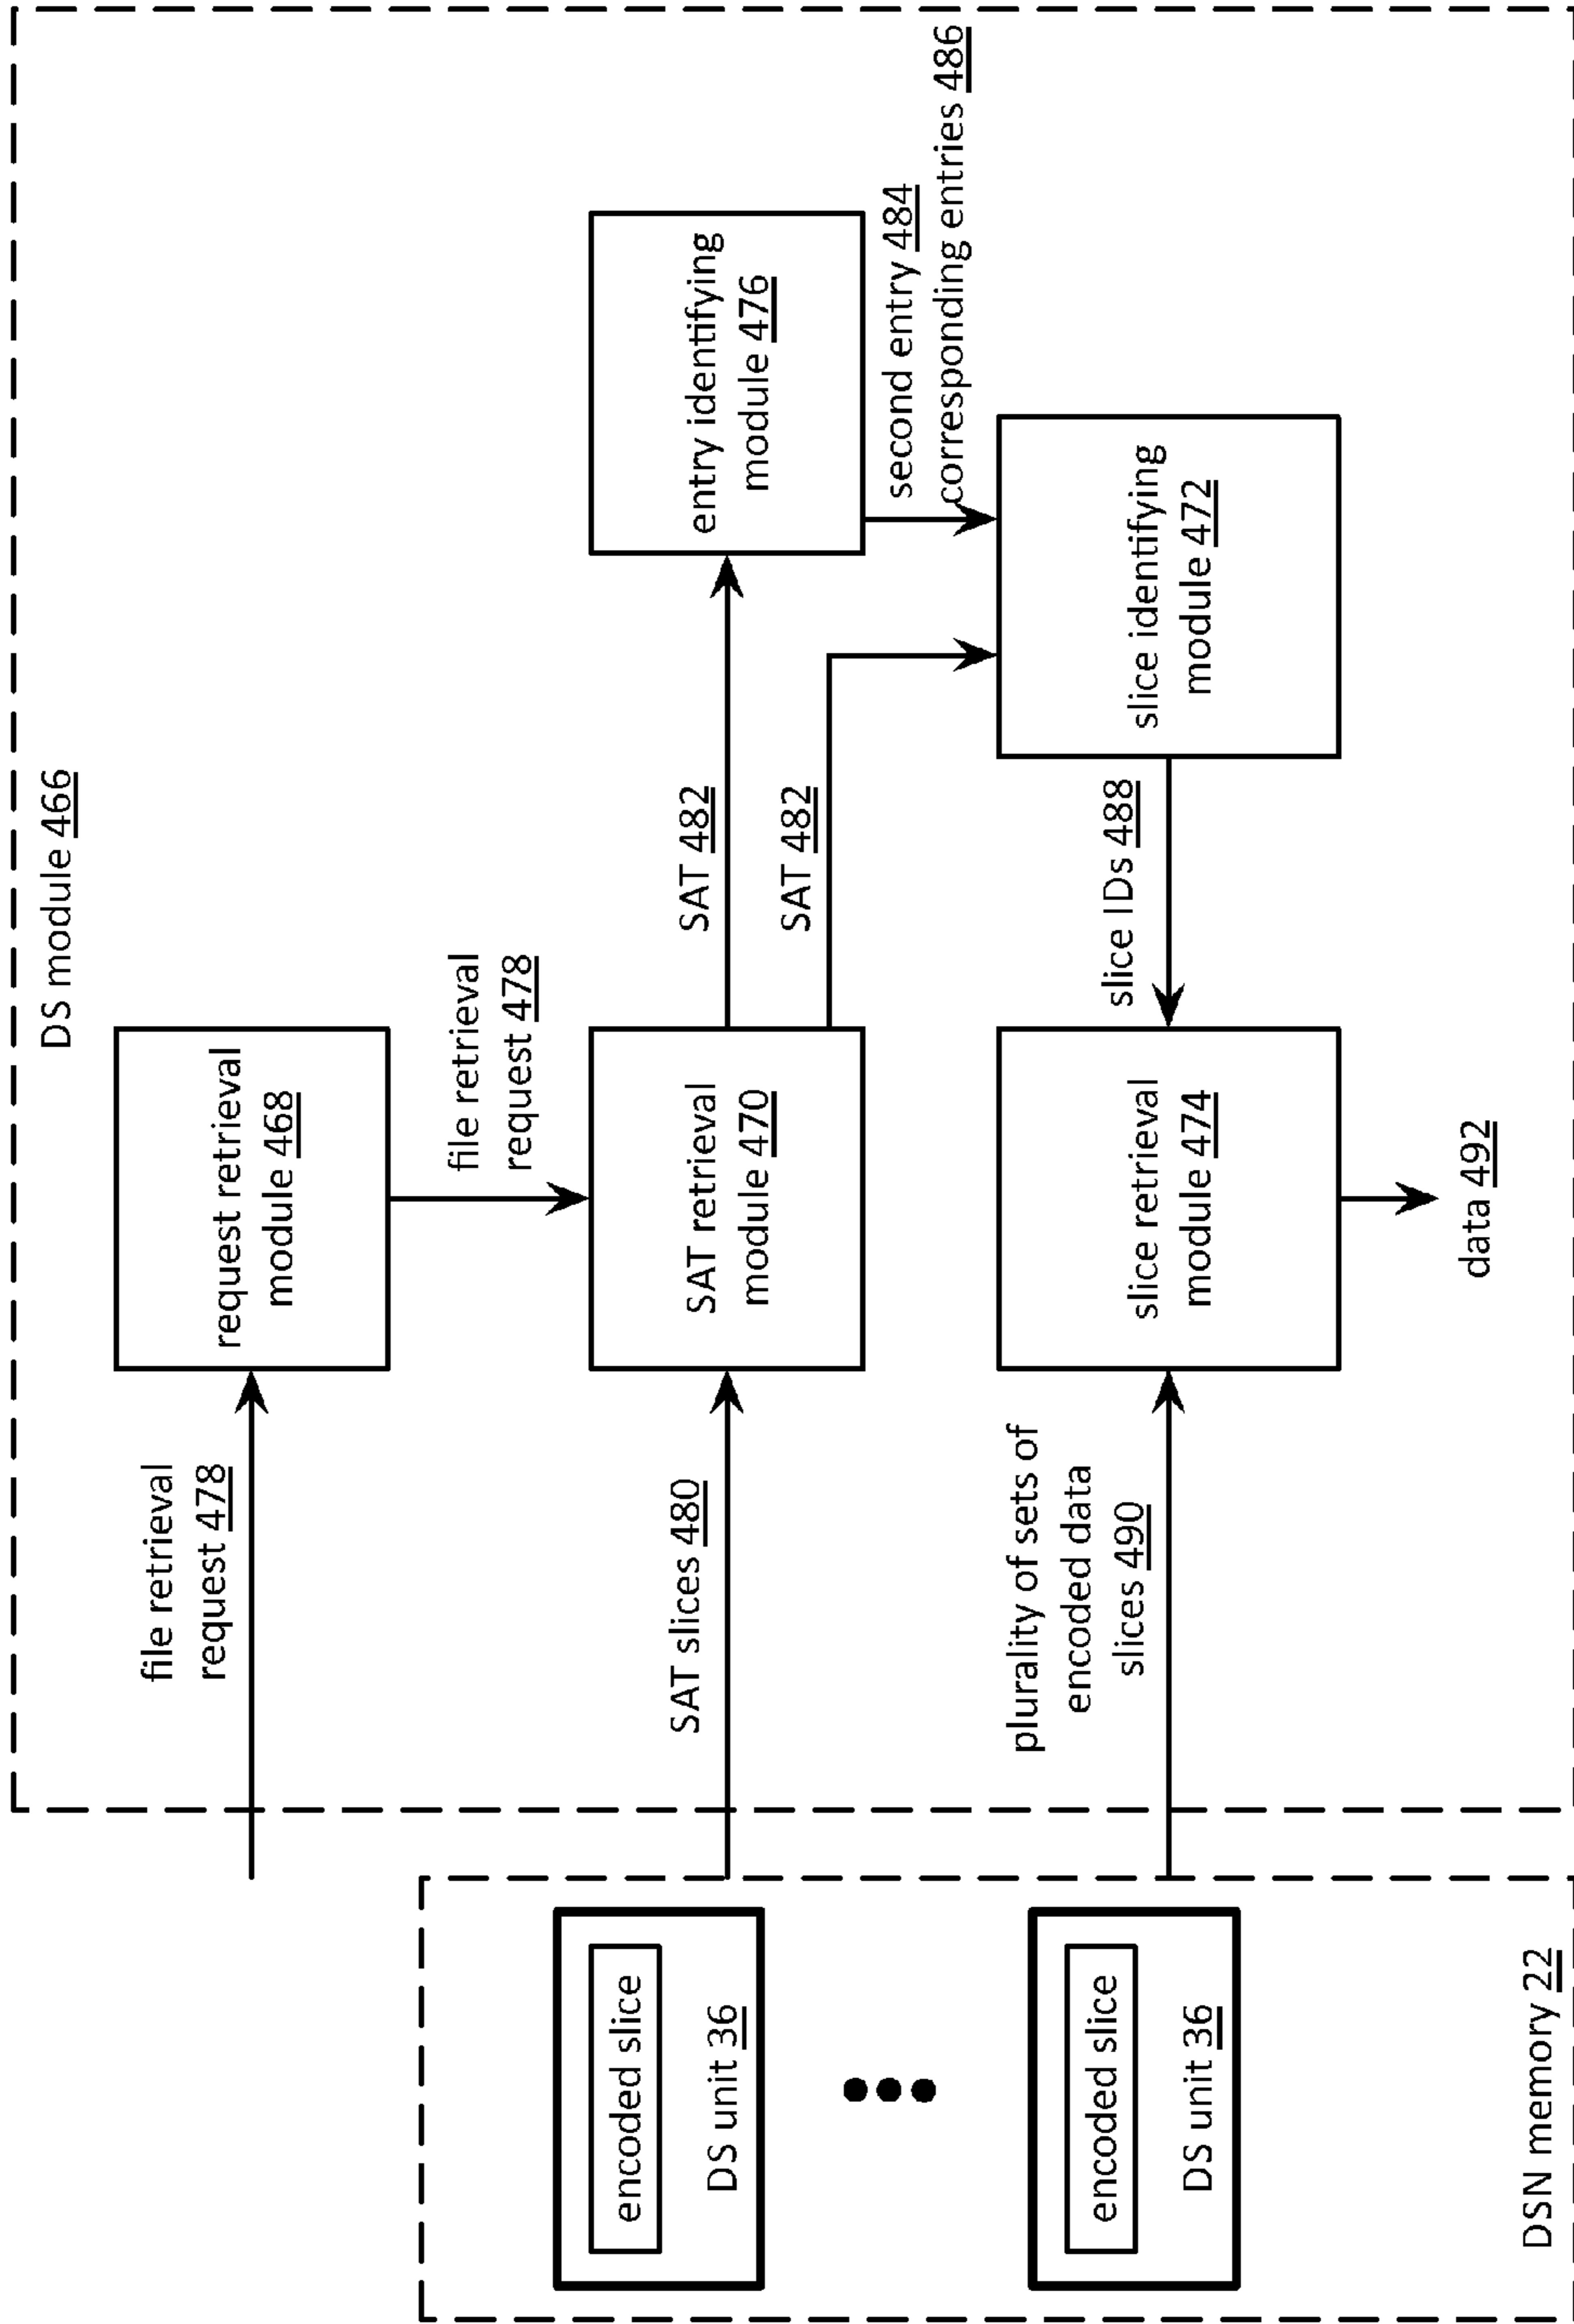 DS module 466
file retrieval
request 478
request retrieval
module 468
file retrieval
request 478
SAT slices 480
SAT retrieval
module 470
SAT 482
SAT 482
entry identifying
module 476
second entry 484
corresponding entries 486
plurality of sets of
encoded data
slices 490
slice retrieval
module 474
slice IDs 488
slice identifying
module 472
data 492
encoded slice
DS unit 36
encoded slice
DS unit 36
DSN memory 22